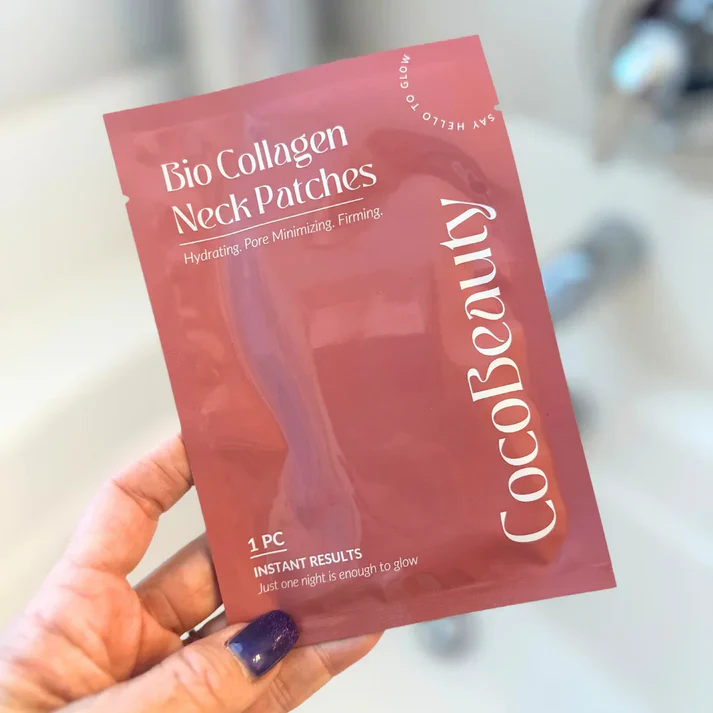 SAY HELLO TO GLOW
Bio Collagen
Neck Patches
Hydrating. Pore Minimizing. Firming.
CocoBeauty
1 PC
INSTANT RESULTS
Just one night is enough to glow